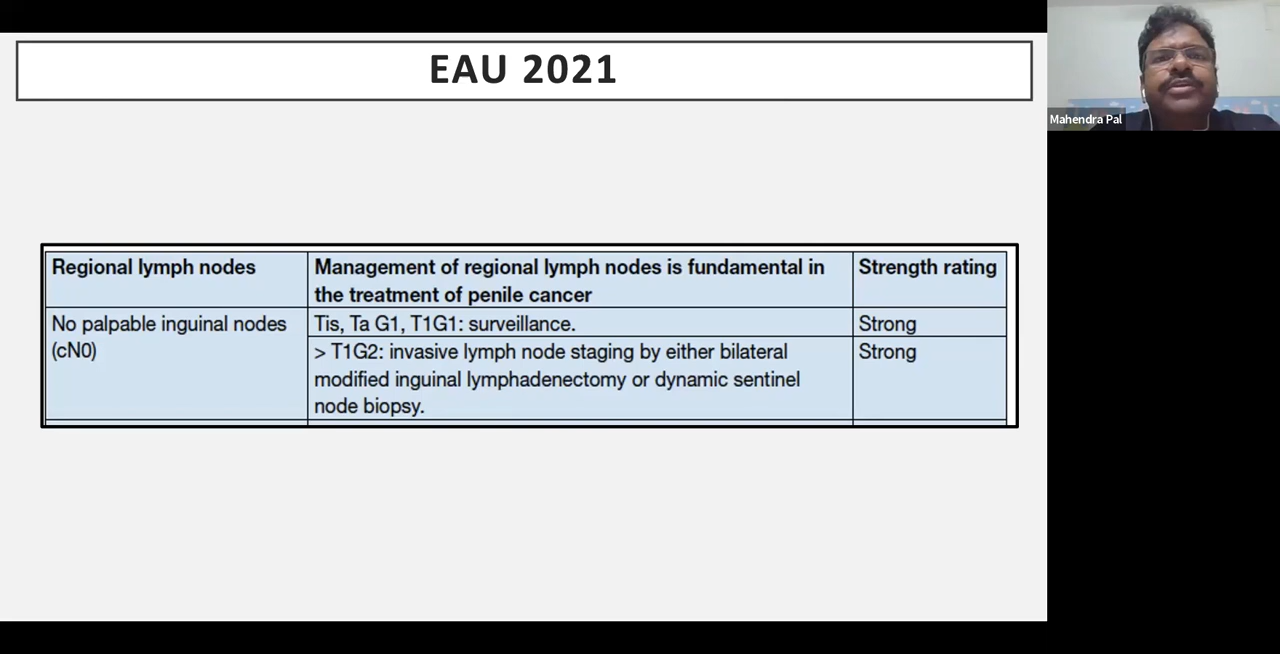 EAU 2021
Mahendra Pal
Regional lymph nodes
Management of regional lymph nodes is fundamental in
the treatment of penile cancer
Strength rating
No palpable inguinal nodes
(cN0)
Tis, Ta G1, T1G1: surveillance.
Strong
> T1G2: invasive lymph node staging by either bilateral
modified inguinal lymphadenectomy or dynamic sentinel
node biopsy.
Strong